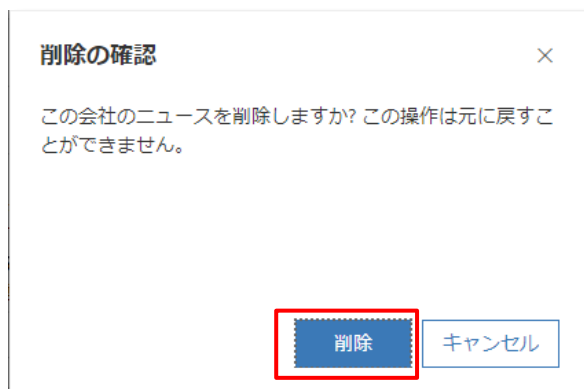 削除の確認
この会社のニュースを削除しますか? この操作は元に戻すこ
とができません。
削除
キャンセル